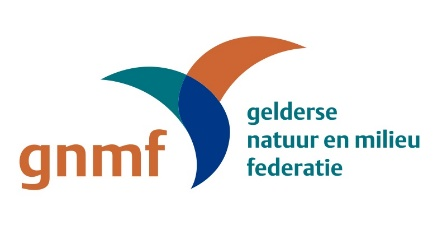 gnmf
gelderse
natuur en milieu
federatie